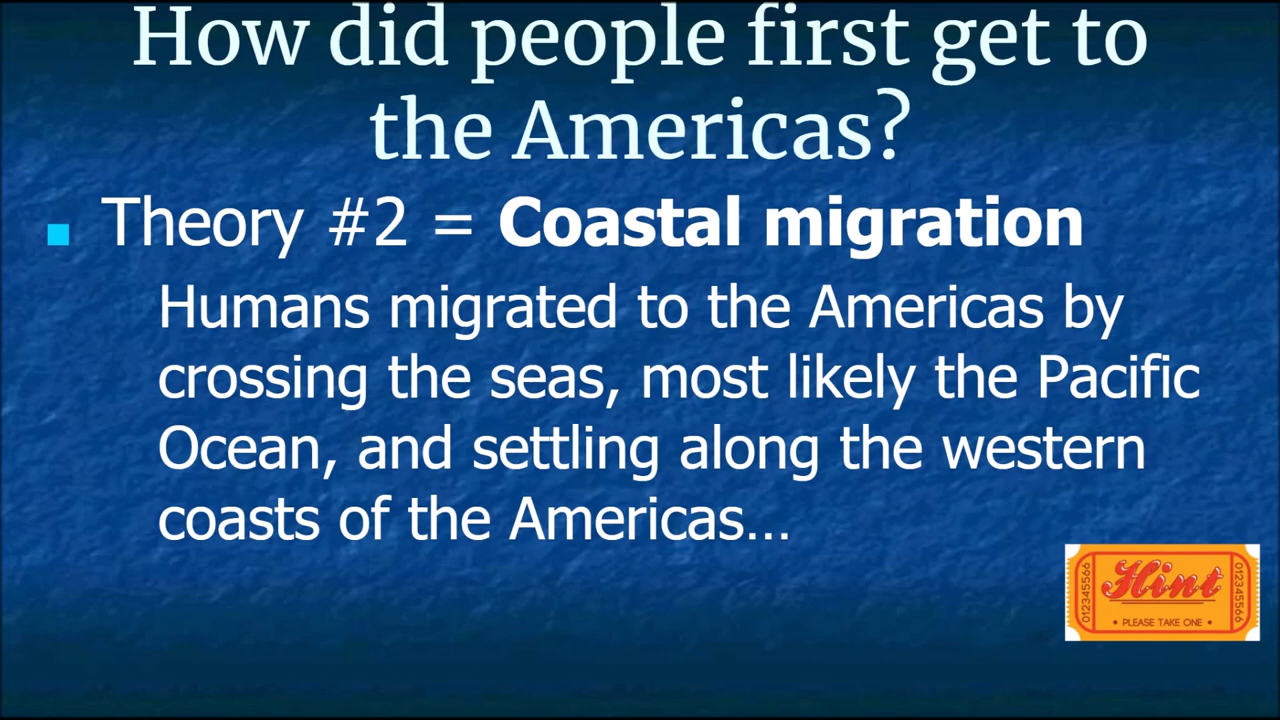 How did people first get to
the Americas?
Theory #2 = Coastal migration
Humans migrated to the Americas by
crossing the seas, most likely the Pacific
Ocean, and settling along the western
coasts of the Americas…
012345566
Hint
• PLEASE TAKE ONE •
012345566